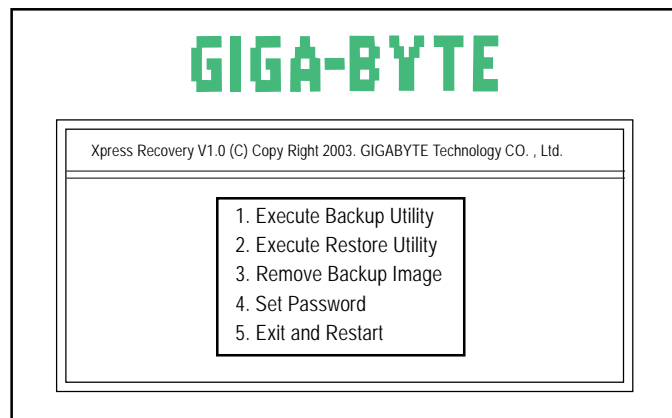 GIGA-BYTE
Xpress Recovery V1.0 (C) Copy Right 2003. GIGABYTE Technology CO. , Ltd.
1. Execute Backup Utility
2. Execute Restore Utility
3. Remove Backup Image
4. Set Password
5. Exit and Restart